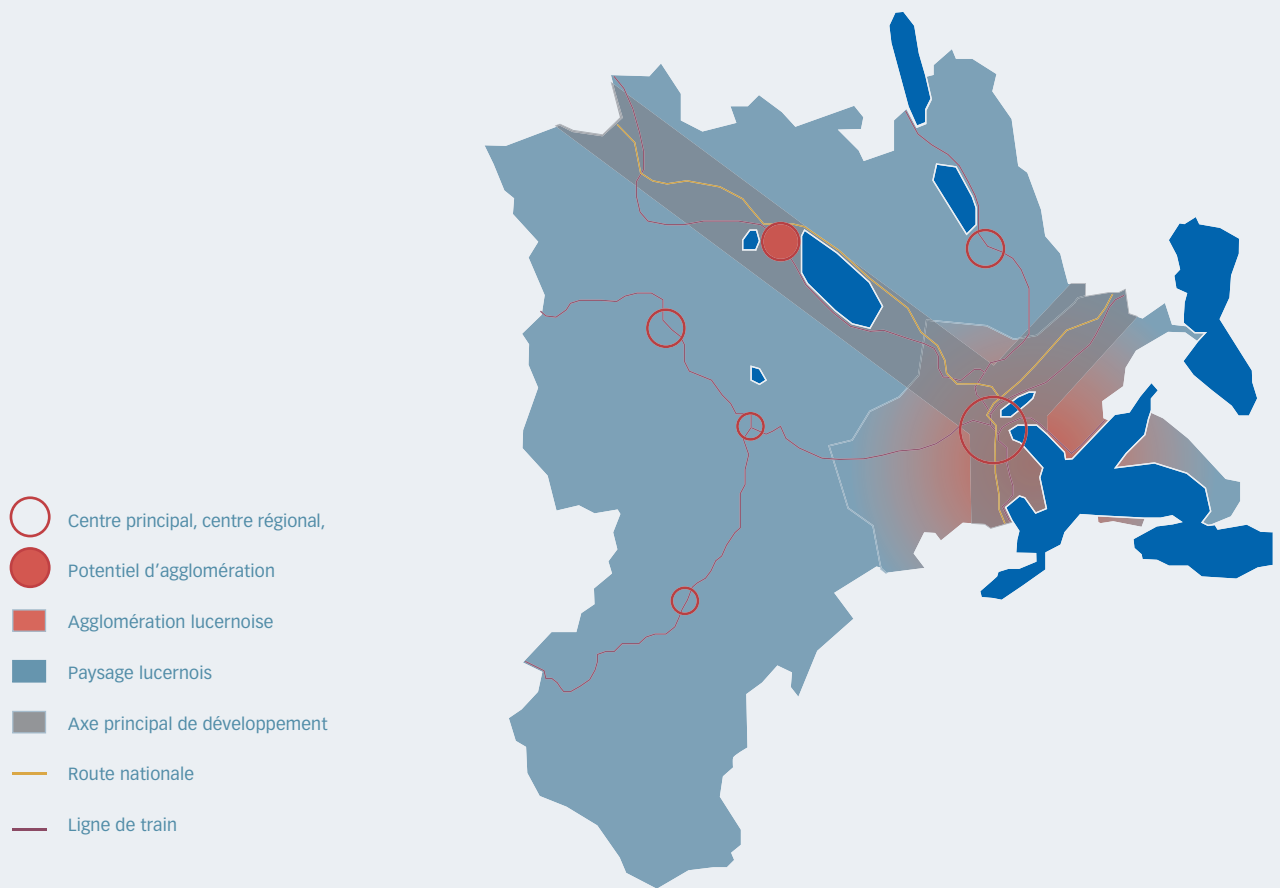 Centre principal, centre régional,
Potentiel d’agglomération
Agglomération lucernoise
Paysage lucernois
Axe principal de développement
Route nationale
Ligne de train